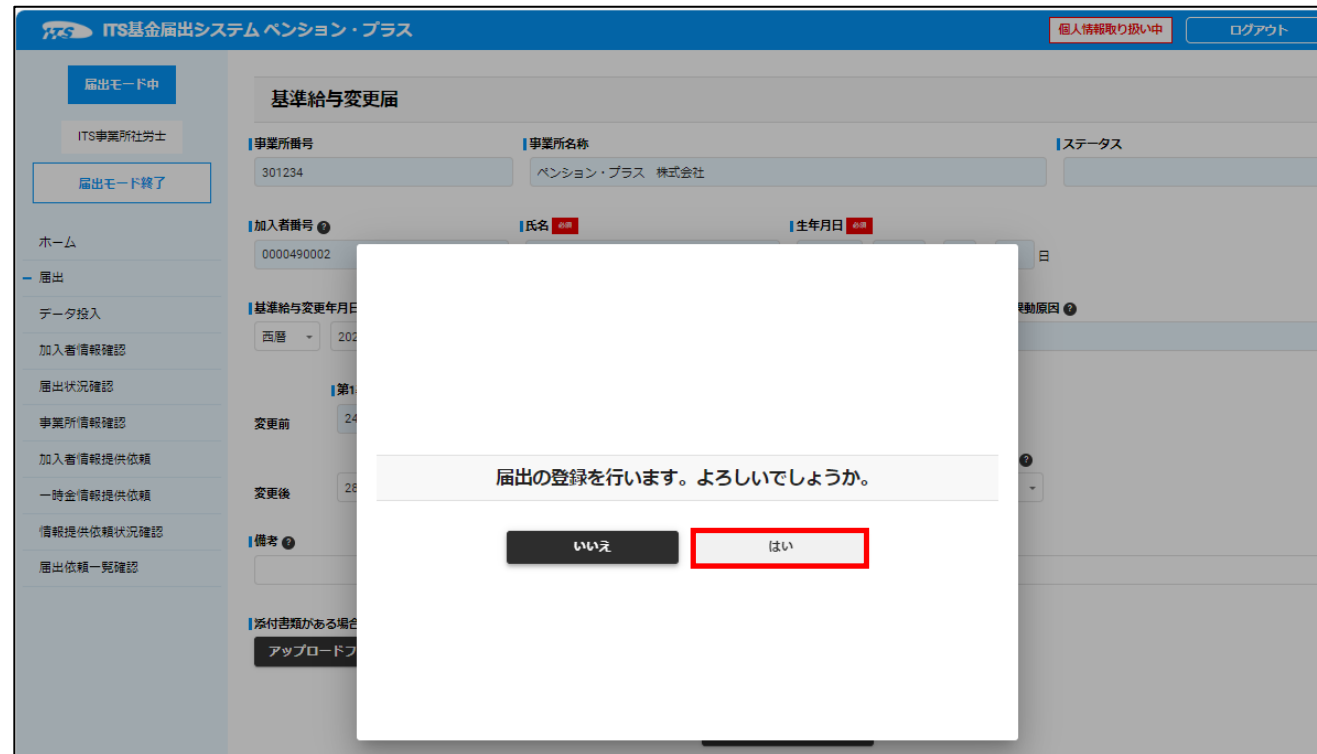 ITS ITS基金届出システム ペンション・プラス
個人情報取り扱い中
ログアウト
届出モード中
ITS事業所社労士
届出モード終了
ホーム
届出
データ投入
加入者情報確認
届出状況確認
事業所情報確認
加入者情報提供依頼
一時金情報提供依頼
情報提供依頼状況確認
届出依頼一覧確認
基準給与変更届
事業所番号 事業所名称 ステータス
301234 ペンション・プラス 株式会社
加入者番号 氏名 必須 生年月日 必須
0000490002 日
基準給与変更年月日 異動原因
西暦 202
第1
変更前 24
変更後 28
備考
添付書類がある場合
アップロードフ
届出の登録を行います。よろしいでしょうか。
いいえ はい